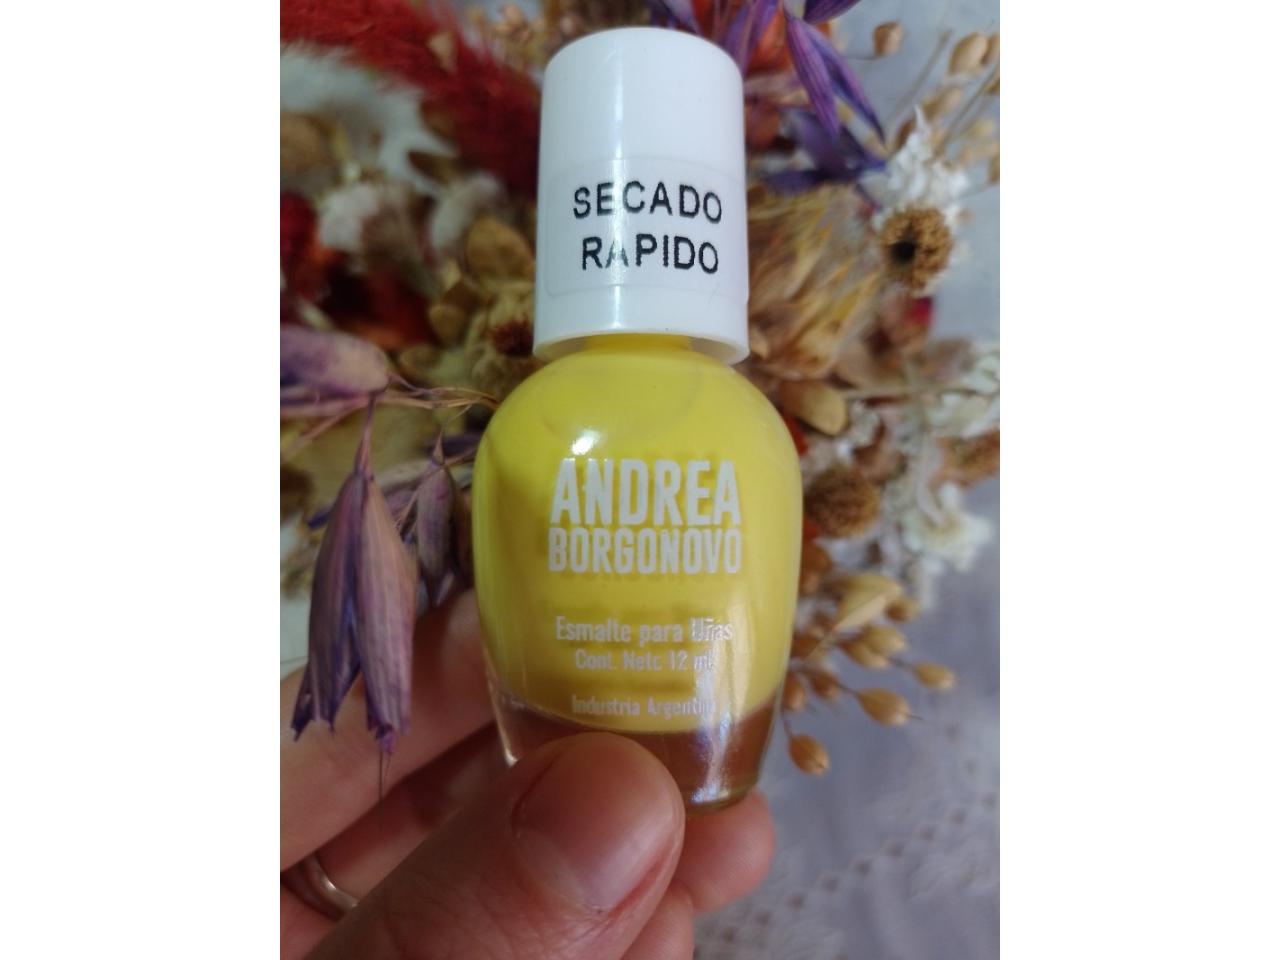 SECADO
RAPIDO
ANDREA
BORGONOVO
Esmalte para Uñas
Cont. Neto 12 ml
Industria Argentina